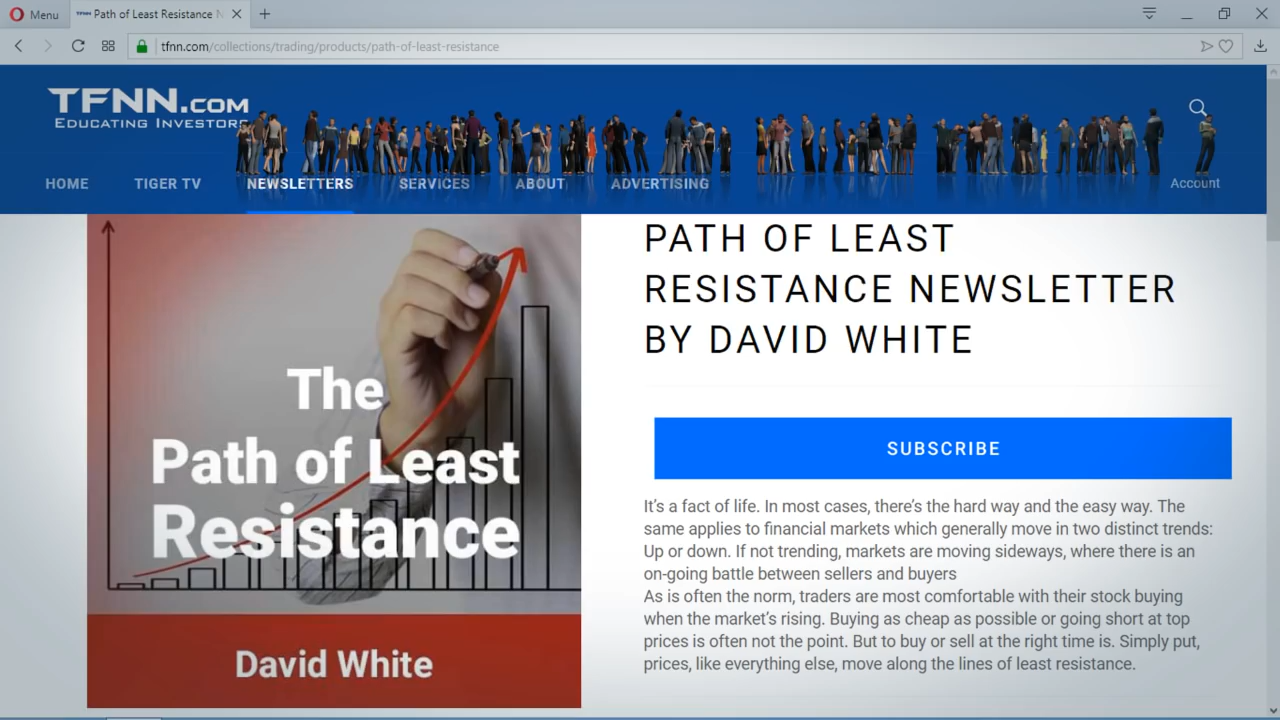 Menu
Path of Least Resistance N
tfnn.com/collections/trading/products/path-of-least-resistance
TFNN.COM
EDUCATING INVESTORS
HOME TIGER TV NEWSLETTERS SERVICES ABOUT ADVERTISING Account
The
Path of Least
Resistance
David White
PATH OF LEAST
RESISTANCE NEWSLETTER
BY DAVID WHITE
SUBSCRIBE
It’s a fact of life. In most cases, there’s the hard way and the easy way. The
same applies to financial markets which generally move in two distinct trends:
Up or down. If not trending, markets are moving sideways, where there is an
on-going battle between sellers and buyers
As is often the norm, traders are most comfortable with their stock buying
when the market’s rising. Buying as cheap as possible or going short at top
prices is often not the point. But to buy or sell at the right time is. Simply put,
prices, like everything else, move along the lines of least resistance.